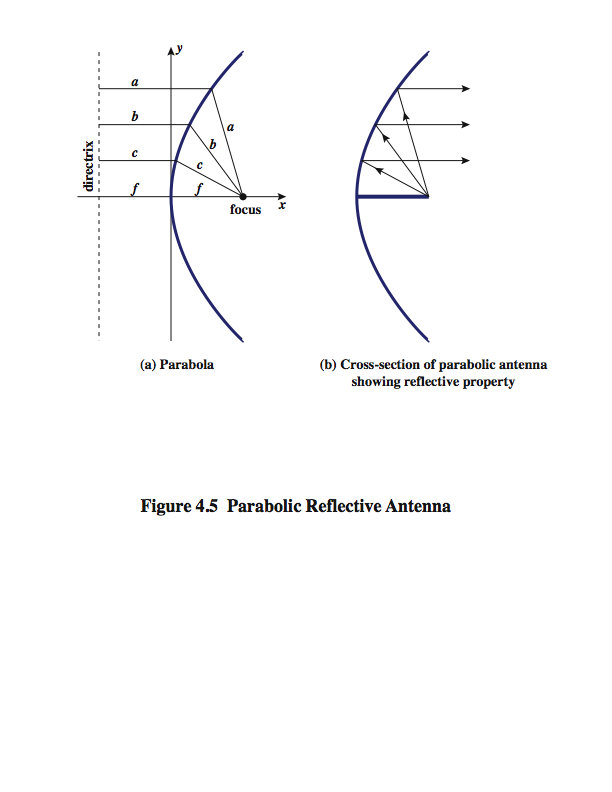 y
a
a
b
b
c
c
directrix
f
f
focus
x
(a) Parabola
(b) Cross-section of parabolic antenna
showing reflective property
Figure 4.5 Parabolic Reflective Antenna